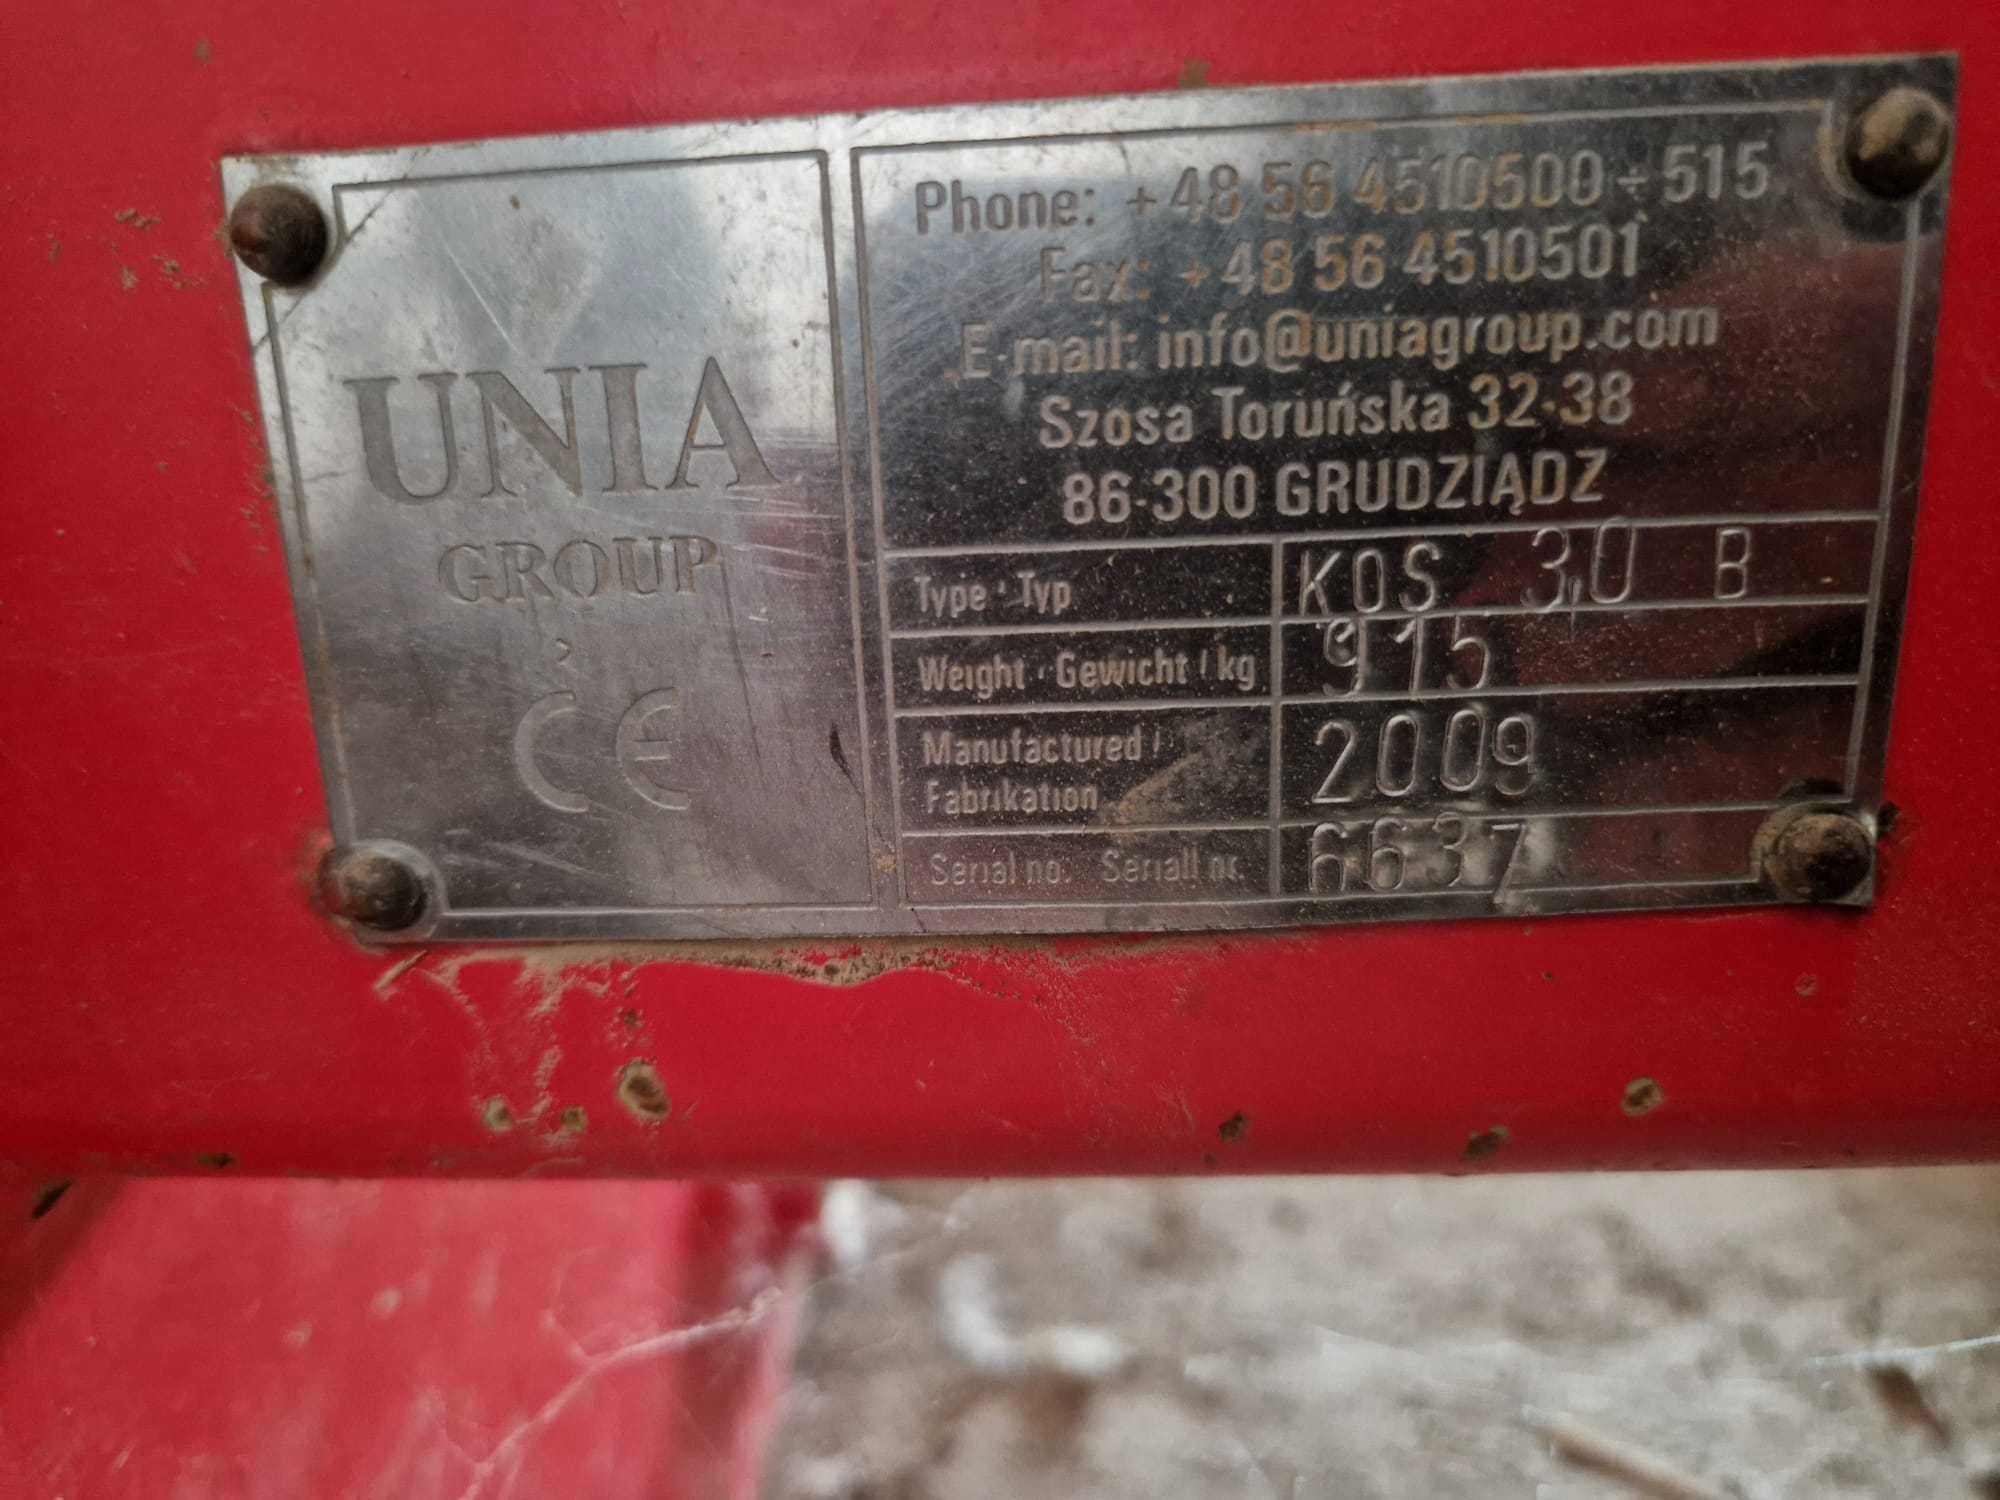 UNIA
GROUP
CE
Phone: +48 56 4510500÷515
Fax: +48 56 4510501
E-mail: info@uniagroup.com
Szosa Toruńska 32-38
86-300 GRUDZIĄDZ
Type · Typ KOS 3,0 B
Weight · Gewicht / kg 915
Manufactured /
Fabrikation 2009
Serial no. Seriall nr. 6637